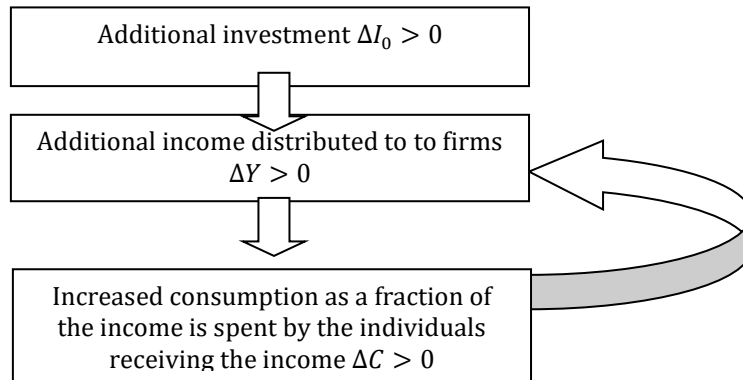 Additional investment ΔI₀ > 0
Additional income distributed to to firms
ΔY > 0
Increased consumption as a fraction of
the income is spent by the individuals
receiving the income ΔC > 0